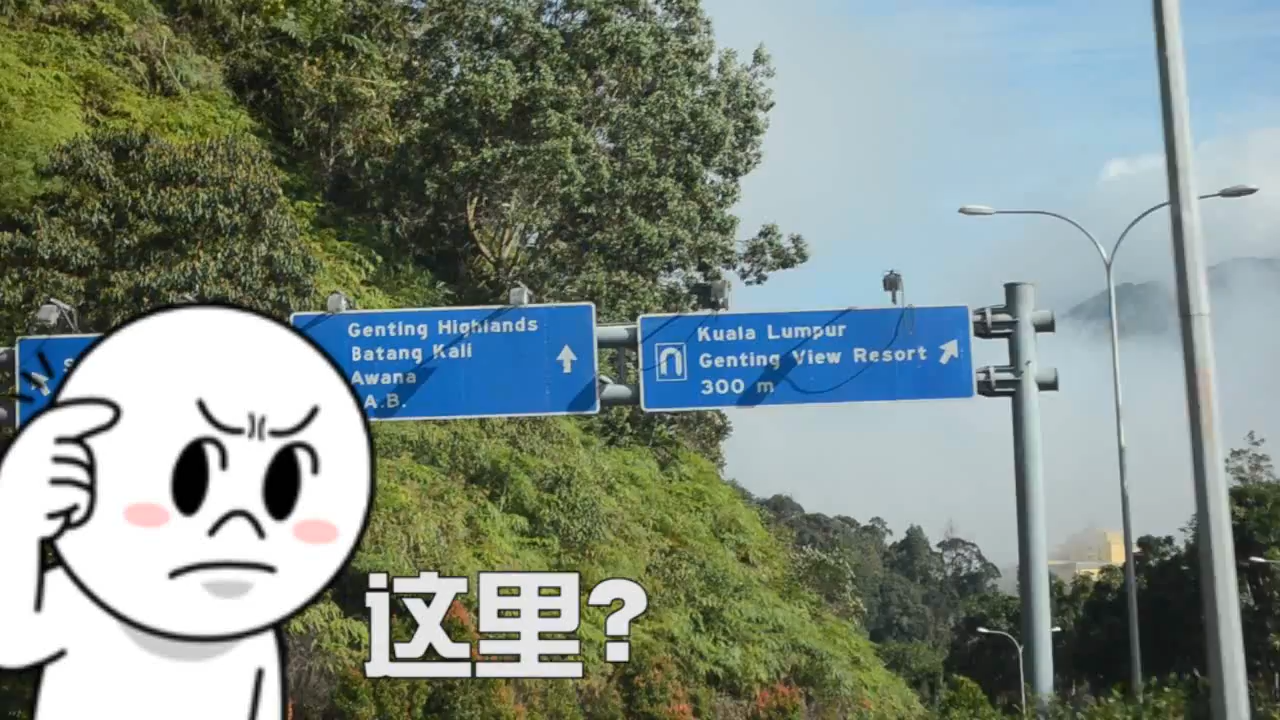 Genting Highlands
Batang Kali
Awana
A.B.
Kuala Lumpur
Genting View Resort
300 m
这里?